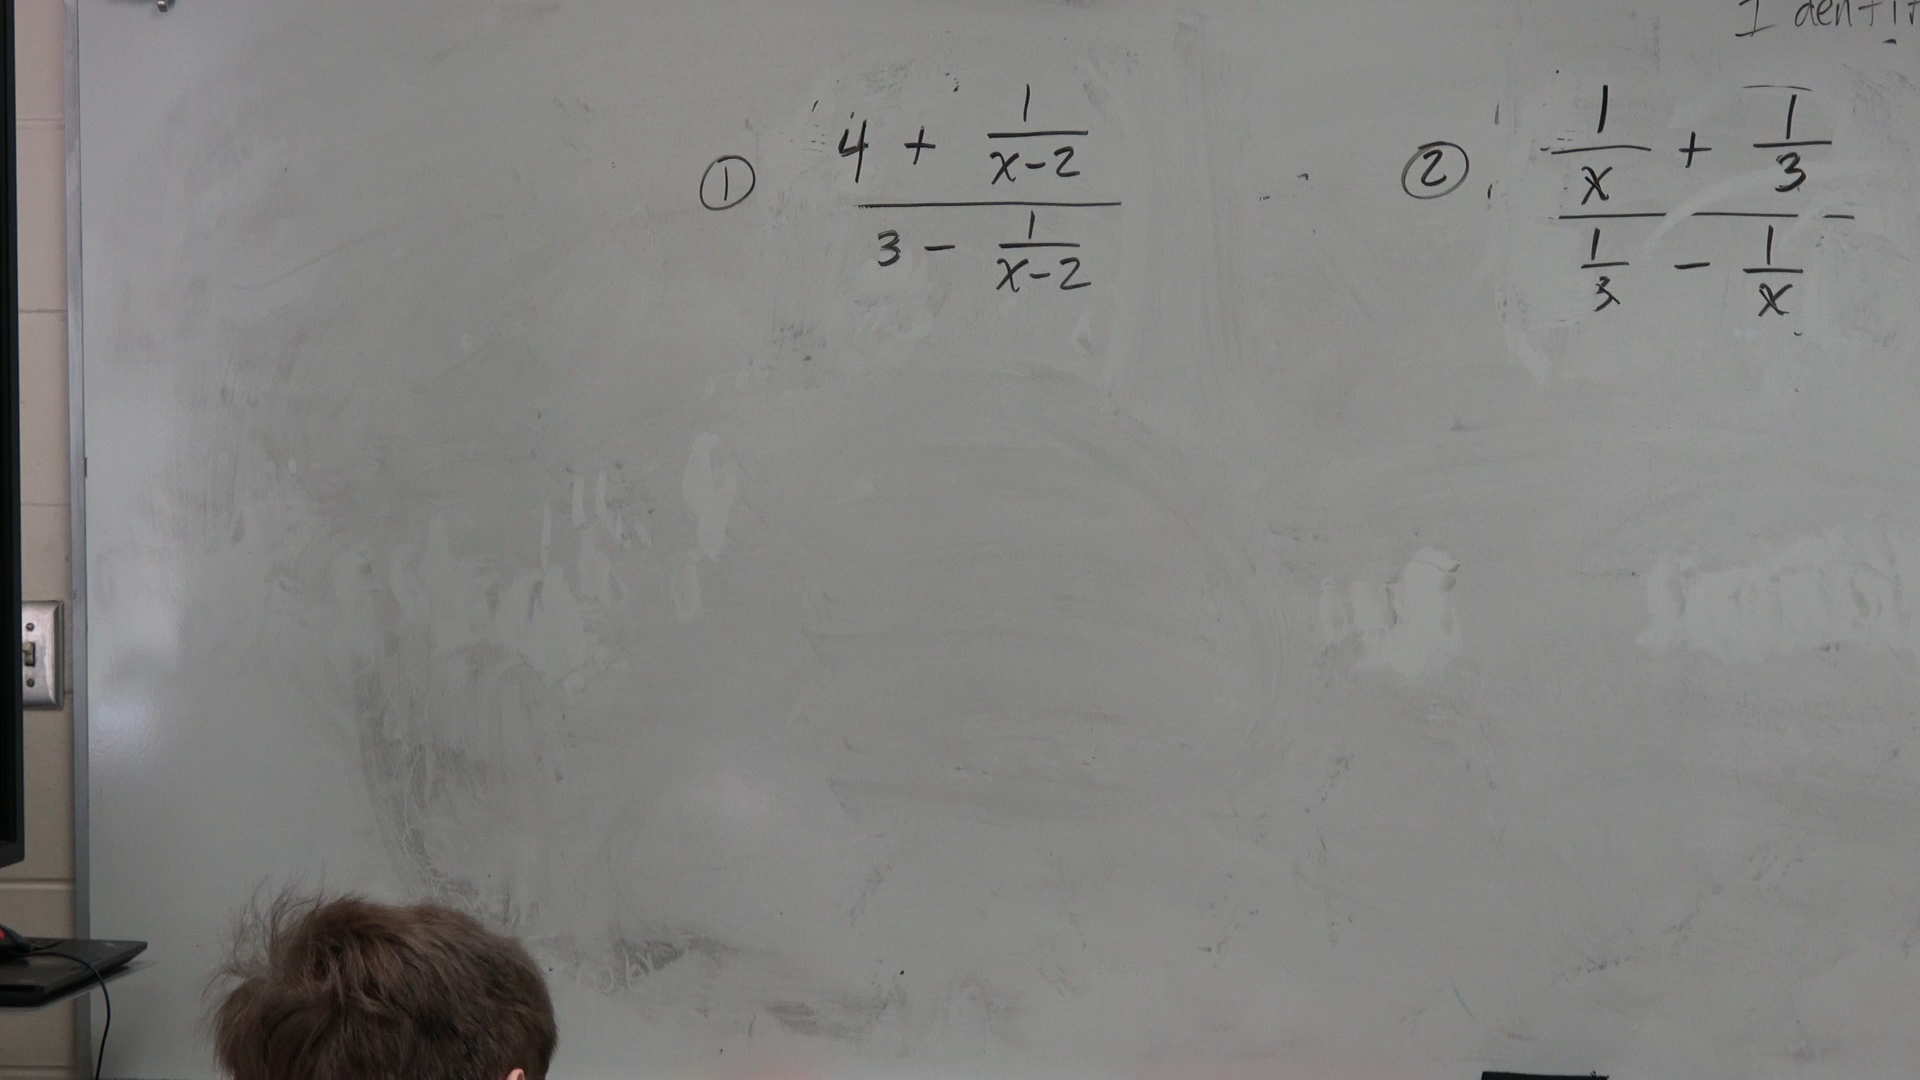 ① 4 + 1/(x-2)
3 - 1/(x-2)
② 1/x + 1/3
1/3 - 1/x